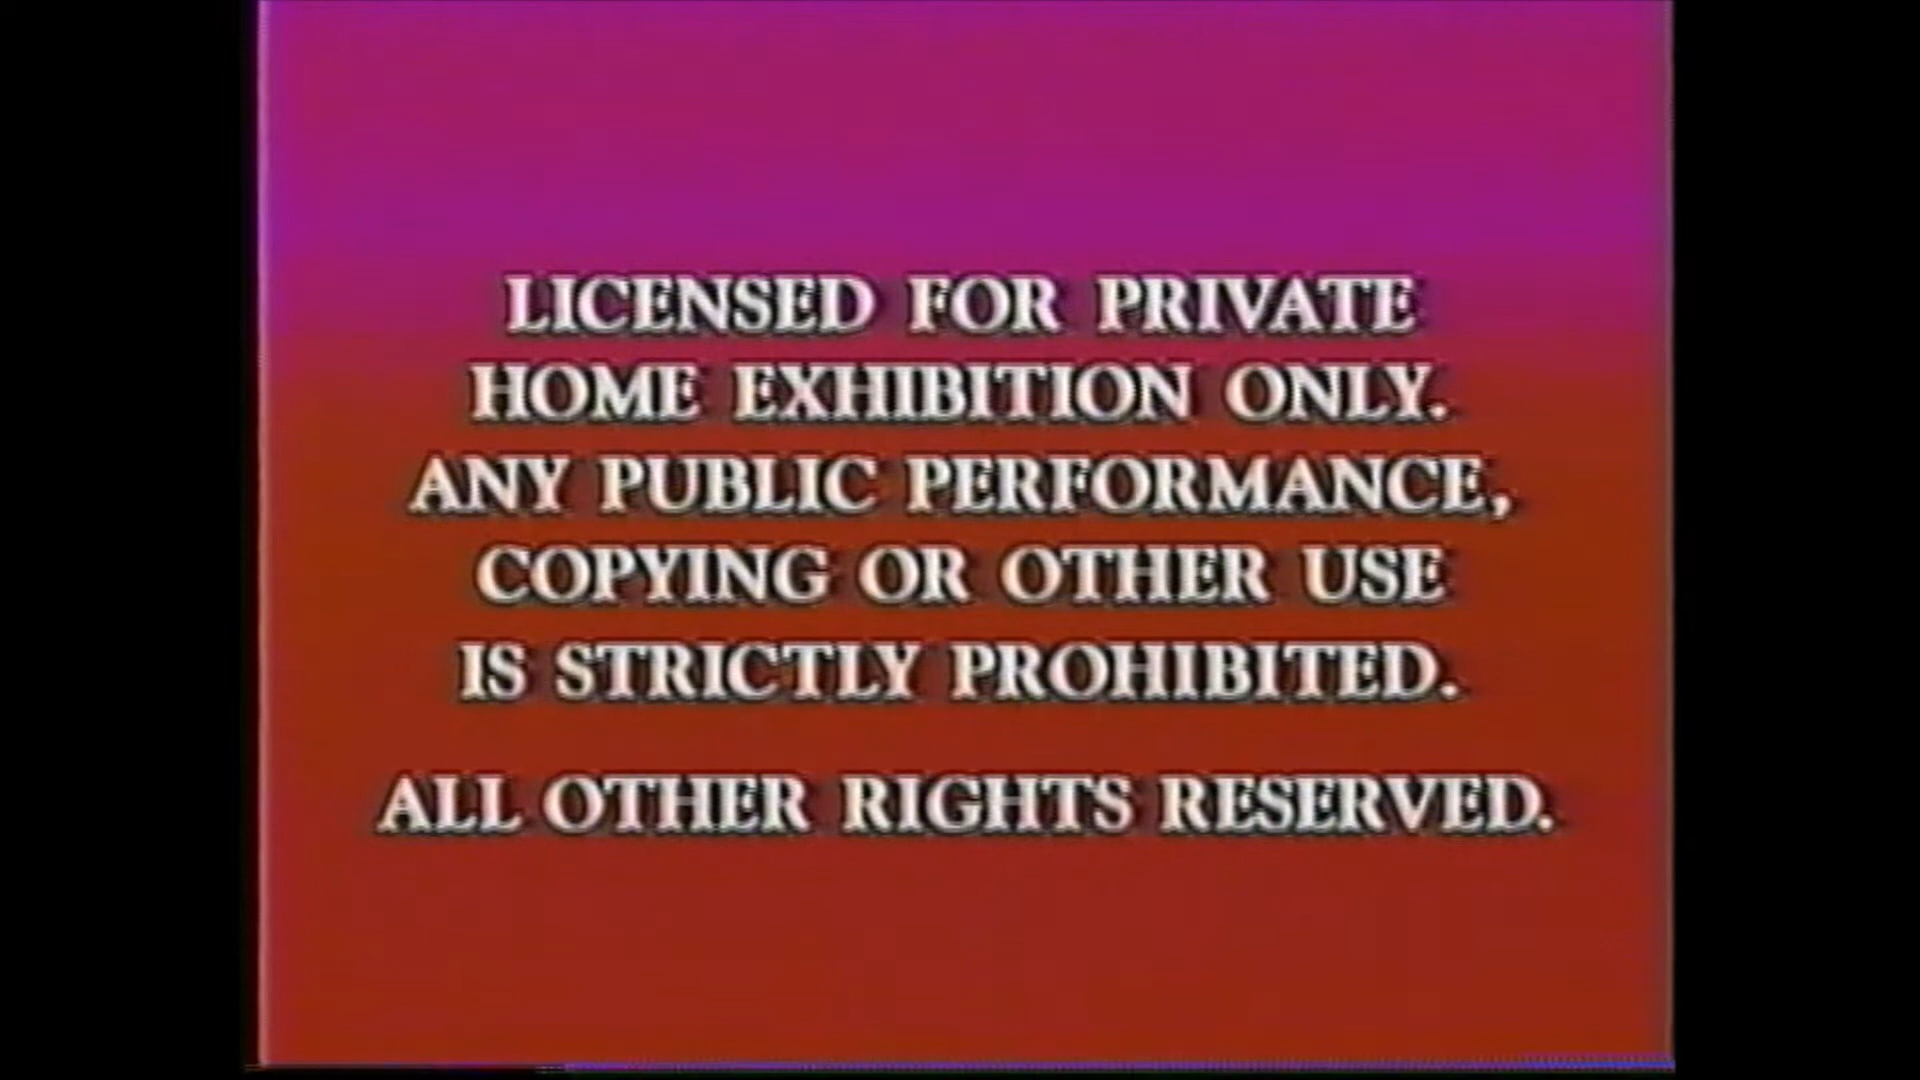 LICENSED FOR PRIVATE
HOME EXHIBITION ONLY.
ANY PUBLIC PERFORMANCE,
COPYING OR OTHER USE
IS STRICTLY PROHIBITED.
ALL OTHER RIGHTS RESERVED.